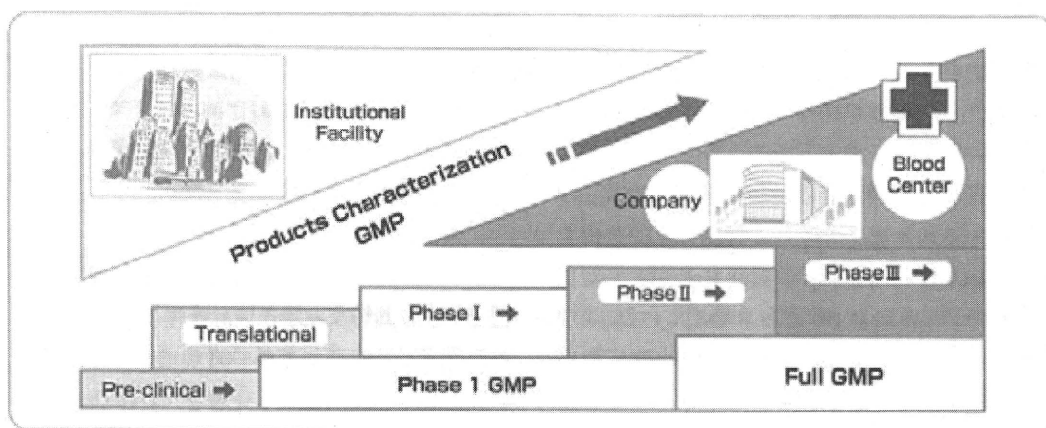 Institutional
Facility
Products Characterization
GMP
Company
Blood
Center
Phase III ➔
Phase II ➔
Phase I ➔
Translational
Pre-clinical ➔
Phase 1 GMP
Full GMP